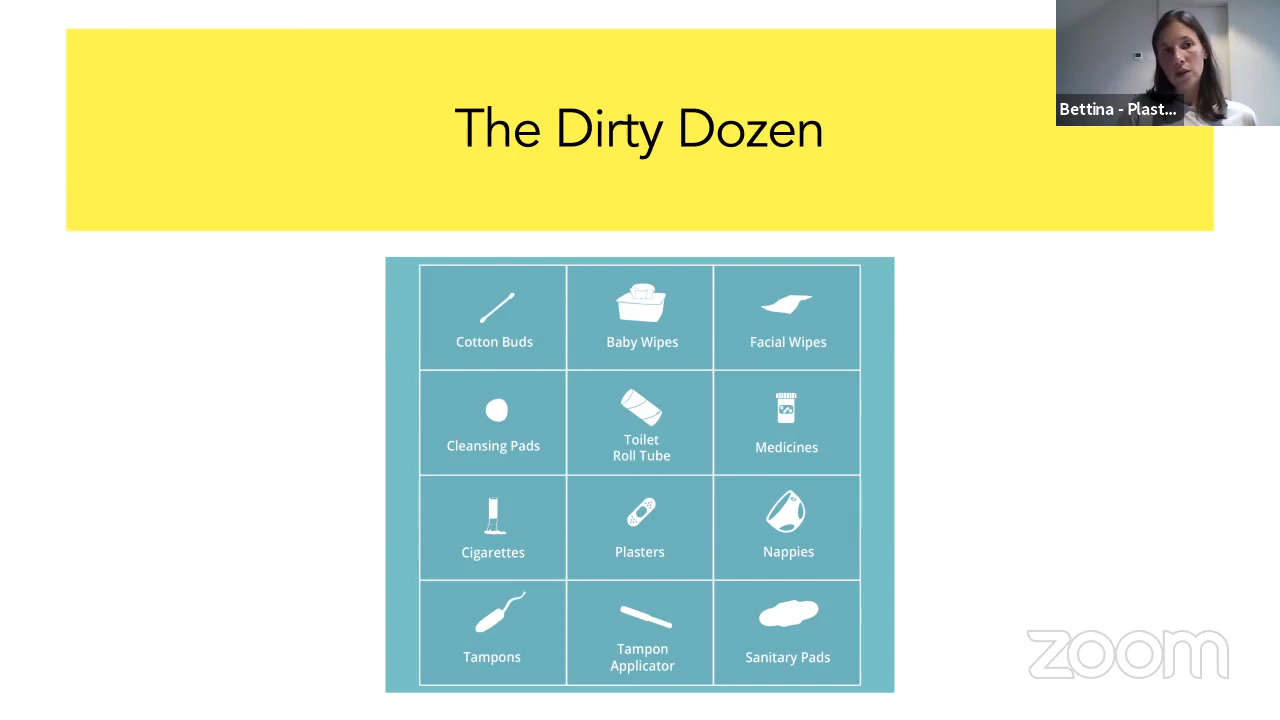 The Dirty Dozen
Bettina - Plast...
Cotton Buds
Baby Wipes
Facial Wipes
Cleansing Pads
Toilet
Roll Tube
Medicines
Cigarettes
Plasters
Nappies
Tampons
Tampon
Applicator
Sanitary Pads
zoom